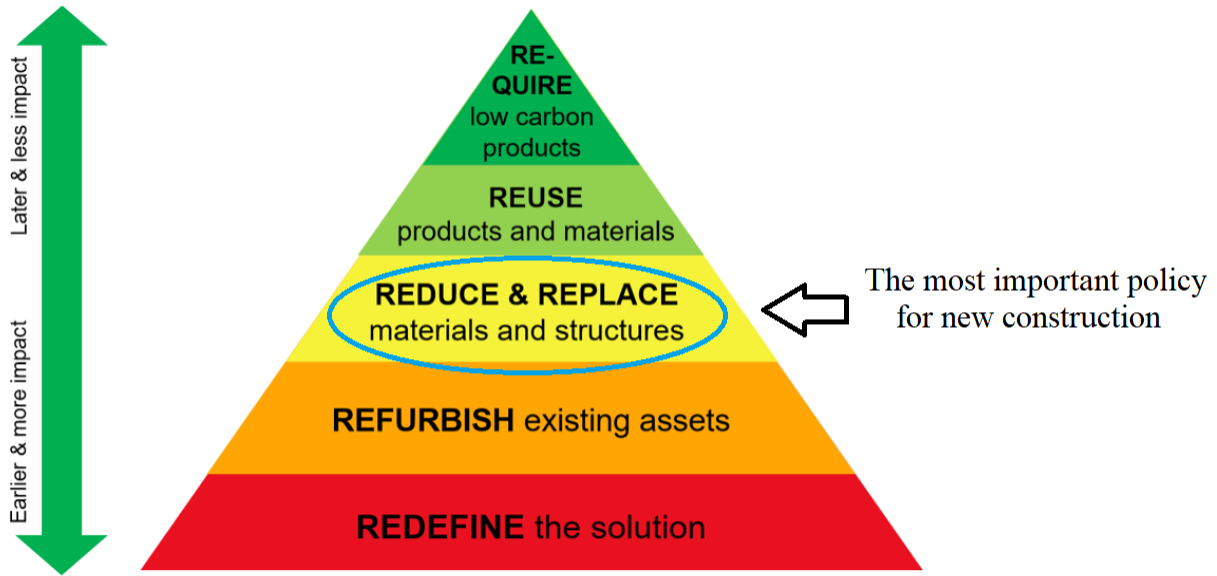 RE-
QUIRE
low carbon
products
REUSE
products and materials
REDUCE & REPLACE
materials and structures
REFURBISH existing assets
REDEFINE the solution
Later & less impact
Earlier & more impact
The most important policy
for new construction